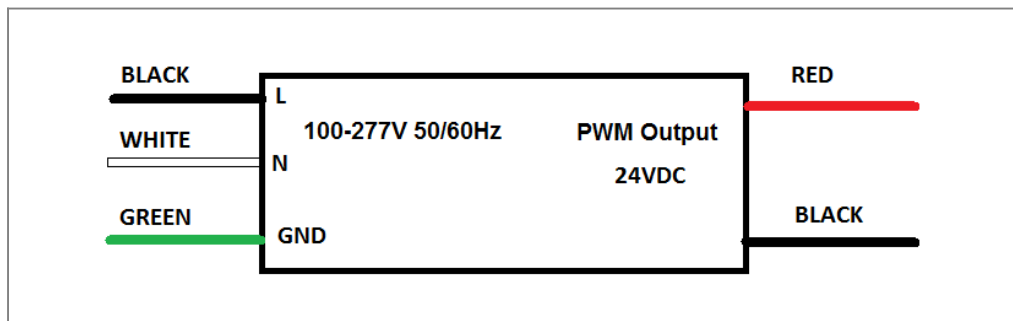 BLACK
RED
L
100-277V 50/60Hz
PWM Output
WHITE
N
24VDC
GREEN
GND
BLACK